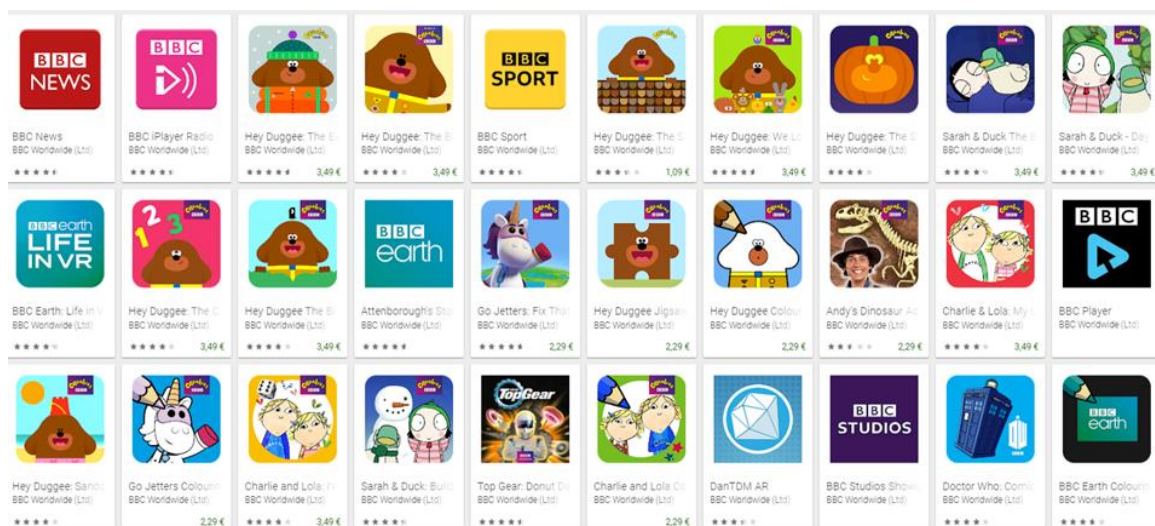 BBC
NEWS
BBC
BBC
SPORT
BBC News
BBC iPlayer Radio
Hey Duggee: The
Hey Duggee: The
BBC Sport
Hey Duggee: The
Hey Duggee: We
Hey Duggee: The
Sarah & Duck The
Sarah & Duck - Day
BBC Worldwide (Ltd)
BBC Worldwide (Ltd)
BBC Worldwide (Ltd)
BBC Worldwide (Ltd)
BBC Worldwide (Ltd)
BBC Worldwide (Ltd)
BBC Worldwide (Ltd)
BBC Worldwide (Ltd)
BBC Worldwide (Ltd)
BBC Worldwide (Ltd)
3,49 €
3,49 €
1,09 €
3,49 €
3,49 €
3,49 €
BBC earth
LIFE
IN VR
1 2 3
BBC
earth
BBC
BBC Earth: Life in V
Hey Duggee: The
Hey Duggee The
Attenborough's Sto
Go Jetters: Fix That
Hey Duggee Jigsaw
Hey Duggee Colour
Andy's Dinosaur Ad
Charlie & Lola: My L
BBC Player
BBC Worldwide (Ltd)
BBC Worldwide (Ltd)
BBC Worldwide (Ltd)
BBC Worldwide (Ltd)
BBC Worldwide (Ltd)
BBC Worldwide (Ltd)
BBC Worldwide (Ltd)
BBC Worldwide (Ltd)
BBC Worldwide (Ltd)
BBC Worldwide (Ltd)
3,49 €
3,49 €
2,29 €
2,29 €
2,29 €
2,29 €
3,49 €
TopGear
BBC
STUDIOS
BBC
earth
Hey Duggee: Sand
Go Jetters Colouri
Charlie and Lola: I
Sarah & Duck: Build
Top Gear: Donut D
Charlie and Lola Co
DanTDM AR
BBC Studios Show
Doctor Who: Comi
BBC Earth Colouri
BBC Worldwide (Ltd)
BBC Worldwide (Ltd)
BBC Worldwide (Ltd)
BBC Worldwide (Ltd)
BBC Worldwide (Ltd)
BBC Worldwide (Ltd)
BBC Worldwide (Ltd)
BBC Worldwide (Ltd)
BBC Worldwide (Ltd)
BBC Worldwide (Ltd)
2,29 €
3,49 €
2,29 €